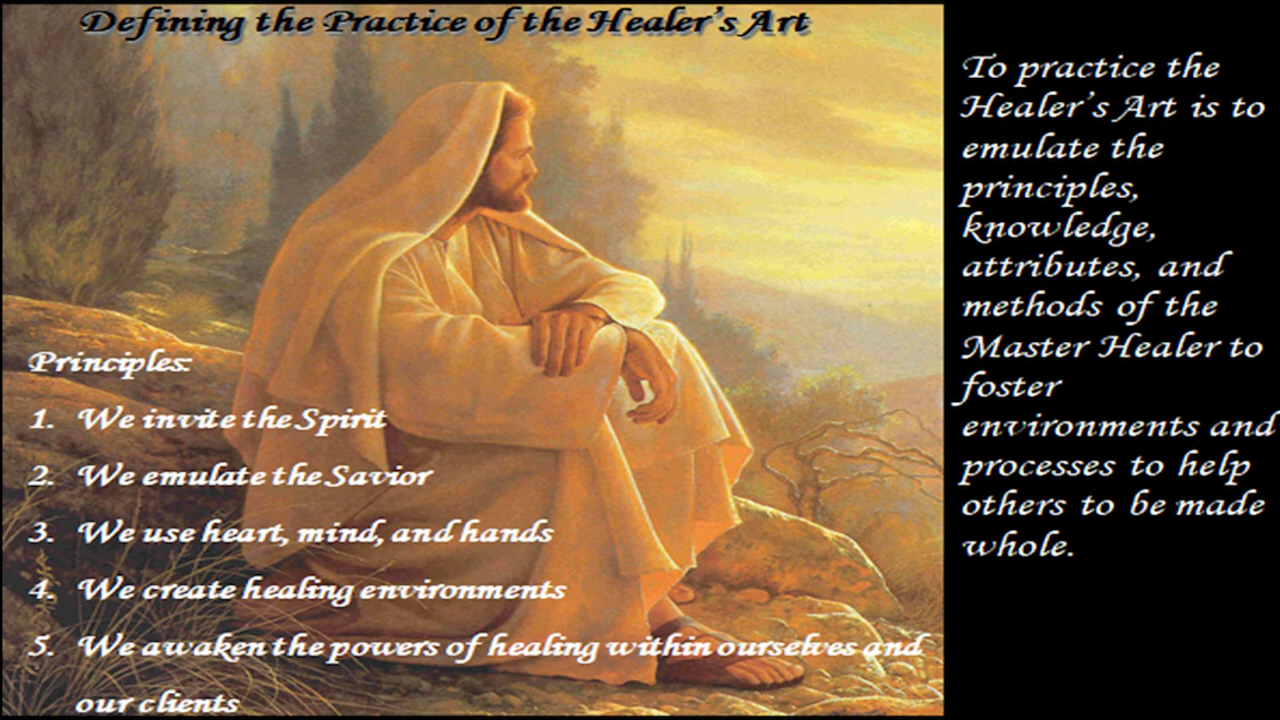 Defining the Practice of the Healer's Art
Principles:
1. We invite the Spirit
2. We emulate the Savior
3. We use heart, mind, and hands
4. We create healing environments
5. We awaken the powers of healing within ourselves and
our clients
To practice the
Healer's Art is to
emulate the
principles,
knowledge,
attributes, and
methods of the
Master Healer to
foster
environments and
processes to help
others to be made
whole.